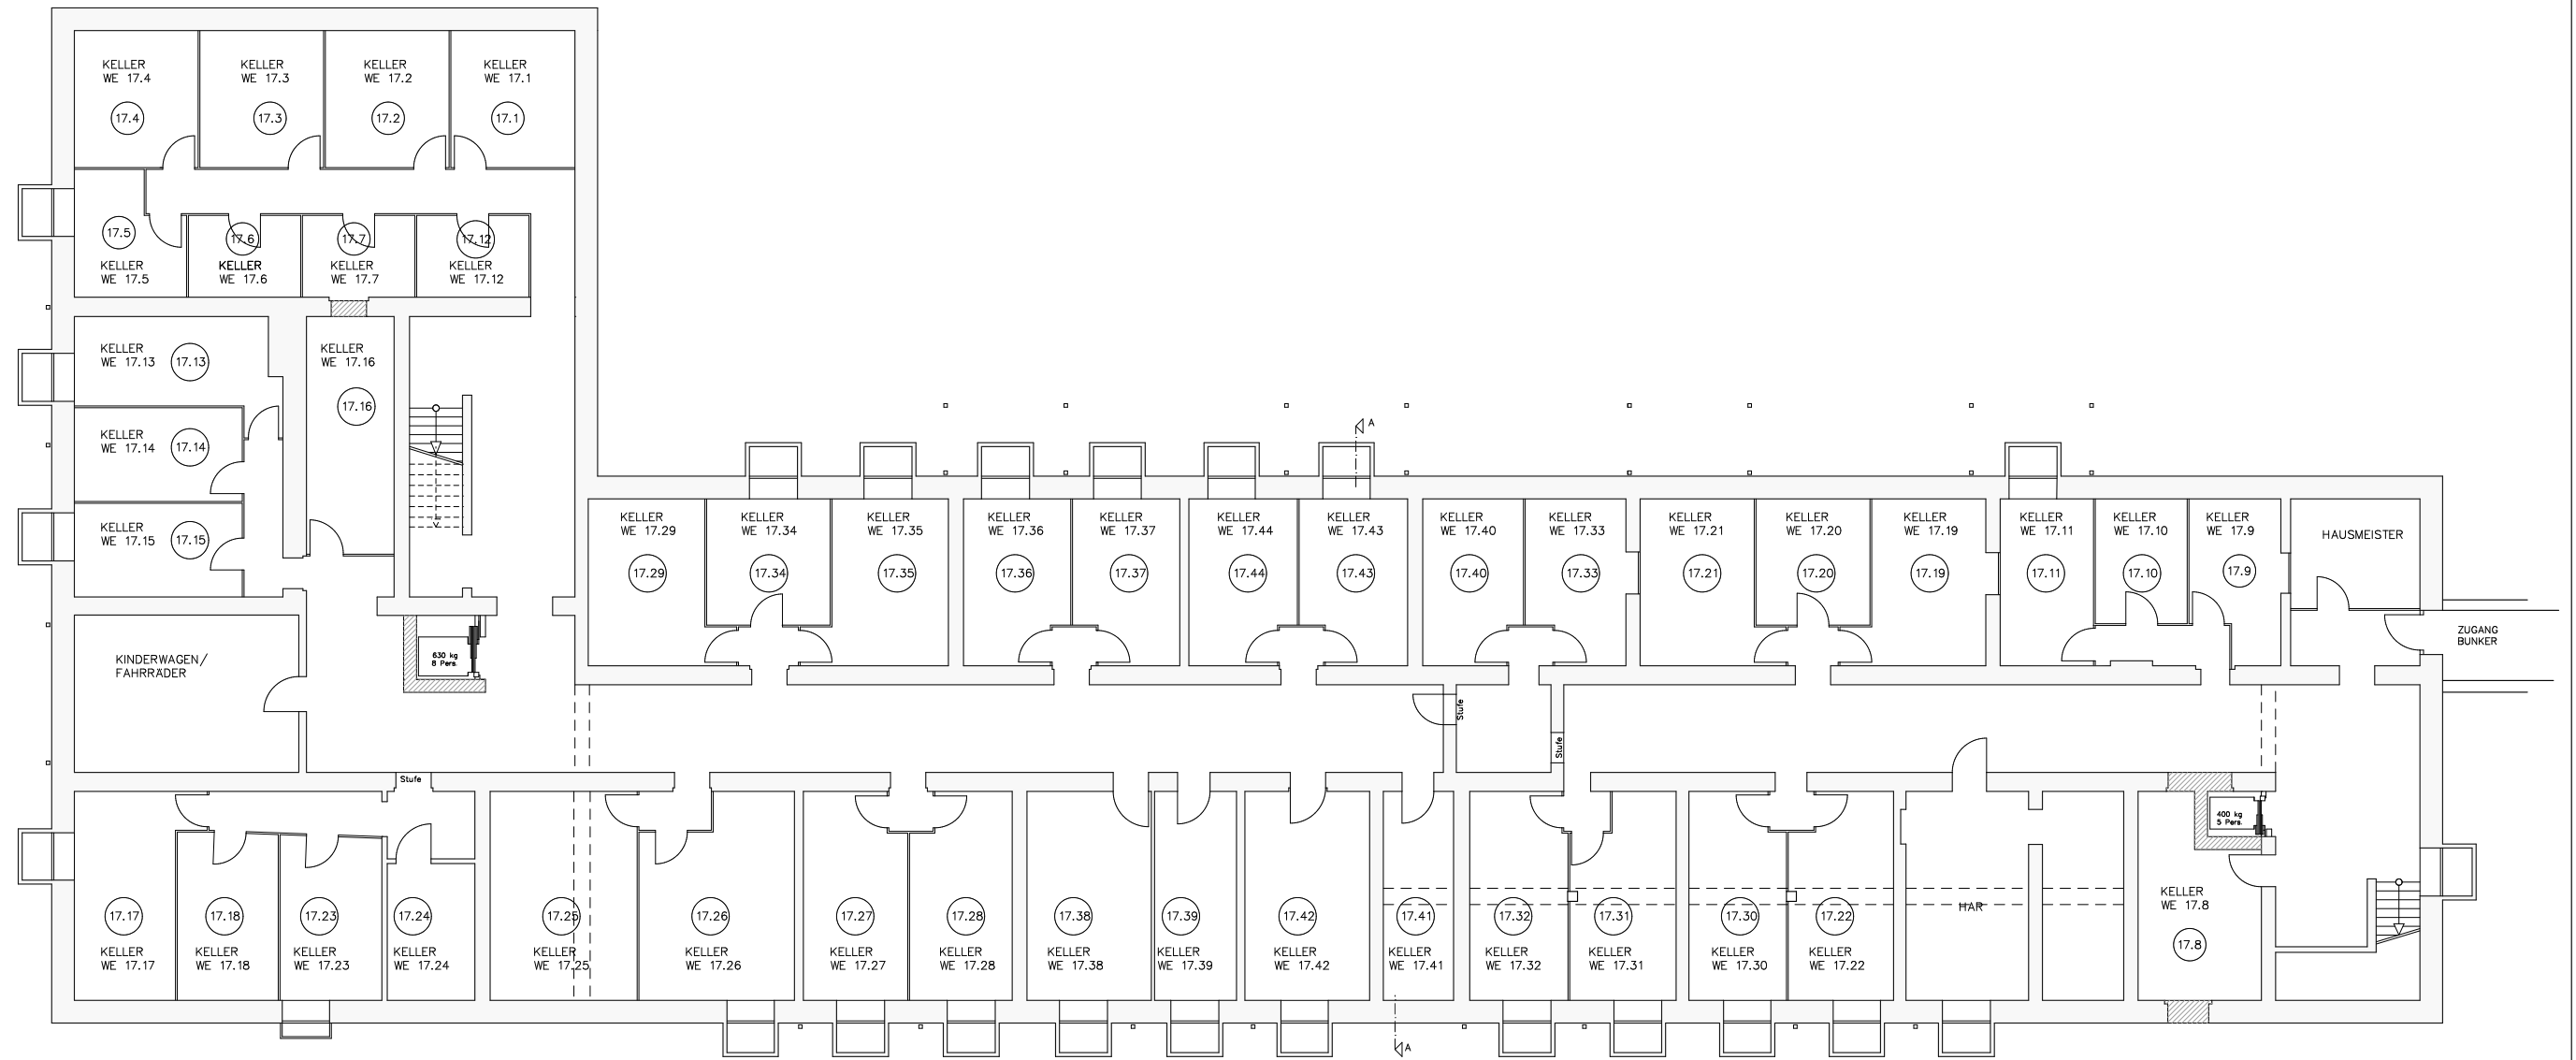 KELLER
WE 17.4
17.4
KELLER
WE 17.3
17.3
KELLER
WE 17.2
17.2
KELLER
WE 17.1
17.1
17.5
KELLER
WE 17.5
17.6
KELLER
WE 17.6
17.7
KELLER
WE 17.7
17.12
KELLER
WE 17.12
KELLER
WE 17.13
17.13
KELLER
WE 17.16
17.16
KELLER
WE 17.14
17.14
KELLER
WE 17.15
17.15
A
KELLER
WE 17.29
17.29
KELLER
WE 17.34
17.34
KELLER
WE 17.35
17.35
KELLER
WE 17.36
17.36
KELLER
WE 17.37
17.37
KELLER
WE 17.44
17.44
KELLER
WE 17.43
17.43
KELLER
WE 17.40
17.40
KELLER
WE 17.33
17.33
KELLER
WE 17.21
17.21
KELLER
WE 17.20
17.20
KELLER
WE 17.19
17.19
KELLER
WE 17.11
17.11
KELLER
WE 17.10
17.10
KELLER
WE 17.9
17.9
HAUSMEISTER
ZUGANG
BUNKER
KINDERWAGEN/
FAHRRÄDER
630 kg
8 Pers.
Stufe
Stufe
Stufe
400 kg
5 Pers.
17.17
KELLER
WE 17.17
17.18
KELLER
WE 17.18
17.23
KELLER
WE 17.23
17.24
KELLER
WE 17.24
17.25
KELLER
WE 17.25
17.26
KELLER
WE 17.26
17.27
KELLER
WE 17.27
17.28
KELLER
WE 17.28
17.38
KELLER
WE 17.38
17.39
KELLER
WE 17.39
17.42
KELLER
WE 17.42
17.41
KELLER
WE 17.41
17.32
KELLER
WE 17.32
17.31
KELLER
WE 17.31
17.30
KELLER
WE 17.30
17.22
KELLER
WE 17.22
HAR
KELLER
WE 17.8
17.8
A